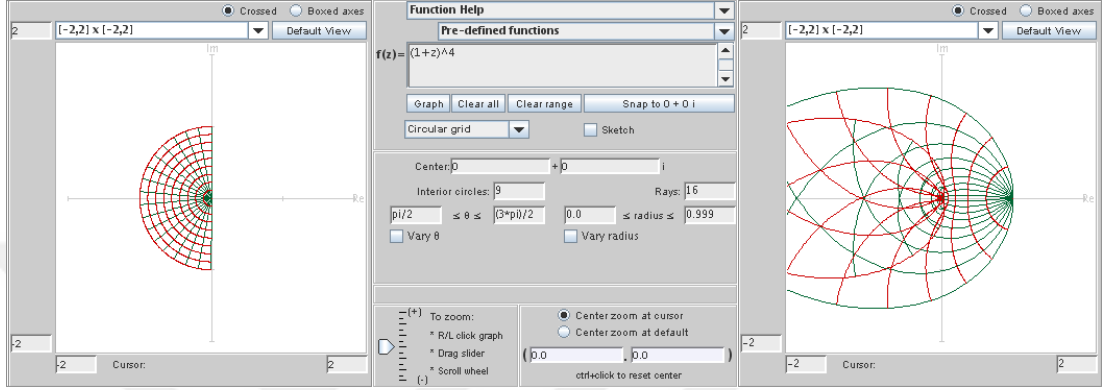 Crossed Boxed axes
2 [-2,2] x [-2,2] Default View
Im
Re
-2
-2 Cursor: 2
Function Help
Pre-defined functions
f(z)= (1+z)^4
Graph Clear all Clear range Snap to 0 + 0 i
Circular grid Sketch
Center: 0 + 0 i
Interior circles: 9 Rays: 16
pi/2 ≤ θ ≤ (3*pi)/2 0.0 ≤ radius ≤ 0.999
Vary θ Vary radius
(+) To zoom:
* R/L click graph
* Drag slider
* Scroll wheel
(-)
Center zoom at cursor
Center zoom at default
( 0.0 , 0.0 )
ctrl+click to reset center
Crossed Boxed axes
2 [-2,2] x [-2,2] Default View
Im
Re
-2
-2 Cursor: 2